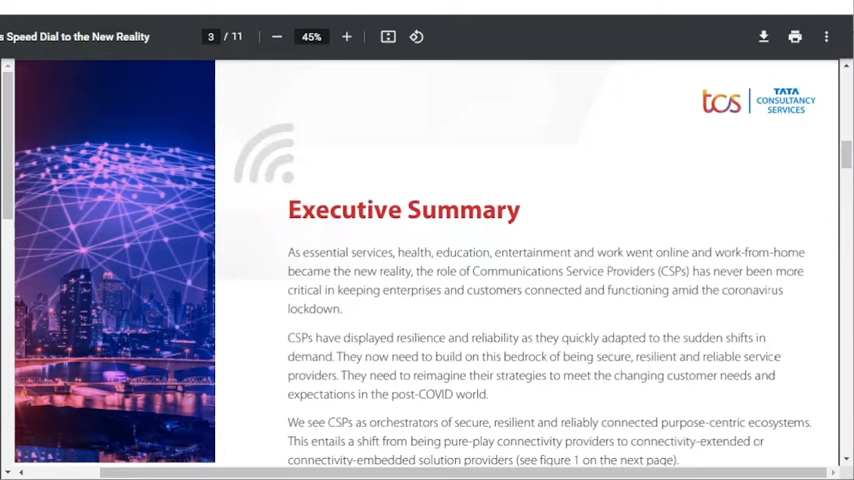 s Speed Dial to the New Reality
3 / 11
45%
tcs
TATA
CONSULTANCY
SERVICES
Executive Summary
As essential services, health, education, entertainment and work went online and work-from-home
became the new reality, the role of Communications Service Providers (CSPs) has never been more
critical in keeping enterprises and customers connected and functioning amid the coronavirus
lockdown.
CSPs have displayed resilience and reliability as they quickly adapted to the sudden shifts in
demand. They now need to build on this bedrock of being secure, resilient and reliable service
providers. They need to reimagine their strategies to meet the changing customer needs and
expectations in the post-COVID world.
We see CSPs as orchestrators of secure, resilient and reliably connected purpose-centric ecosystems.
This entails a shift from being pure-play connectivity providers to connectivity-extended or
connectivity-embedded solution providers (see figure 1 on the next page).